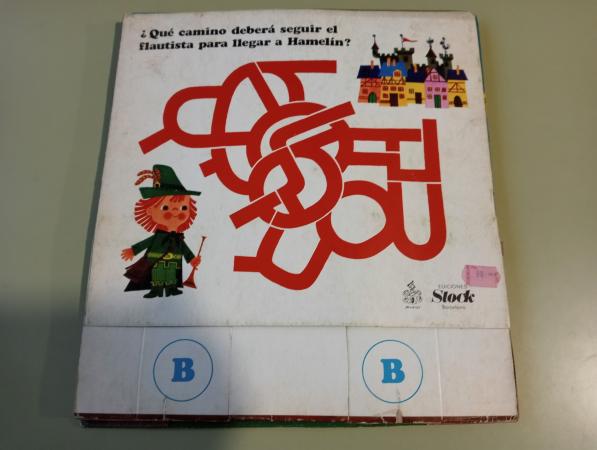 ¿Qué camino deberá seguir el
flautista para llegar a Hamelín?
EDICIONES
Stock
Barcelona
B
B